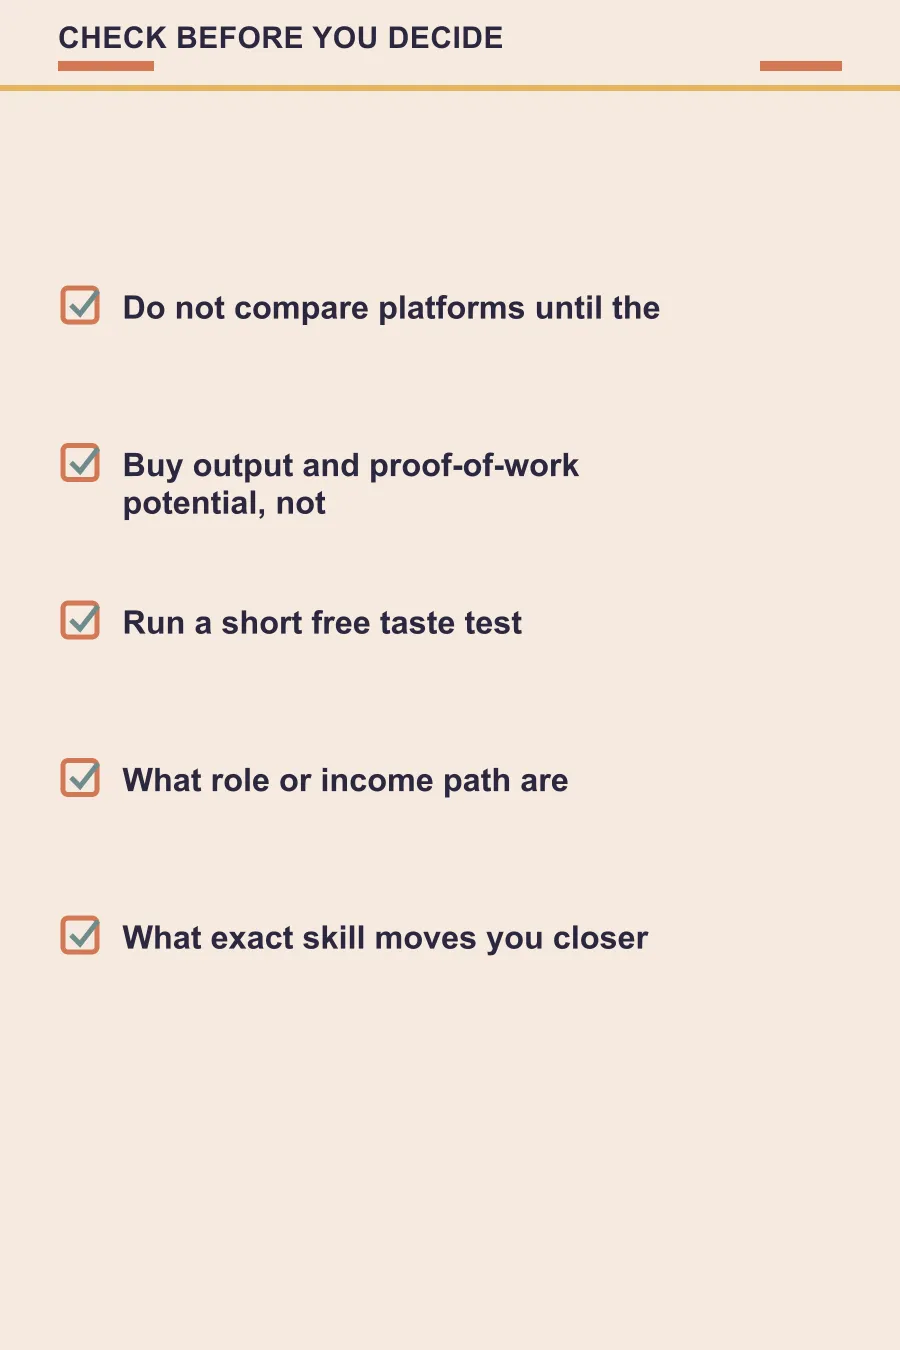 CHECK BEFORE YOU DECIDE
Do not compare platforms until the
Buy output and proof-of-work
potential, not
Run a short free taste test
What role or income path are
What exact skill moves you closer